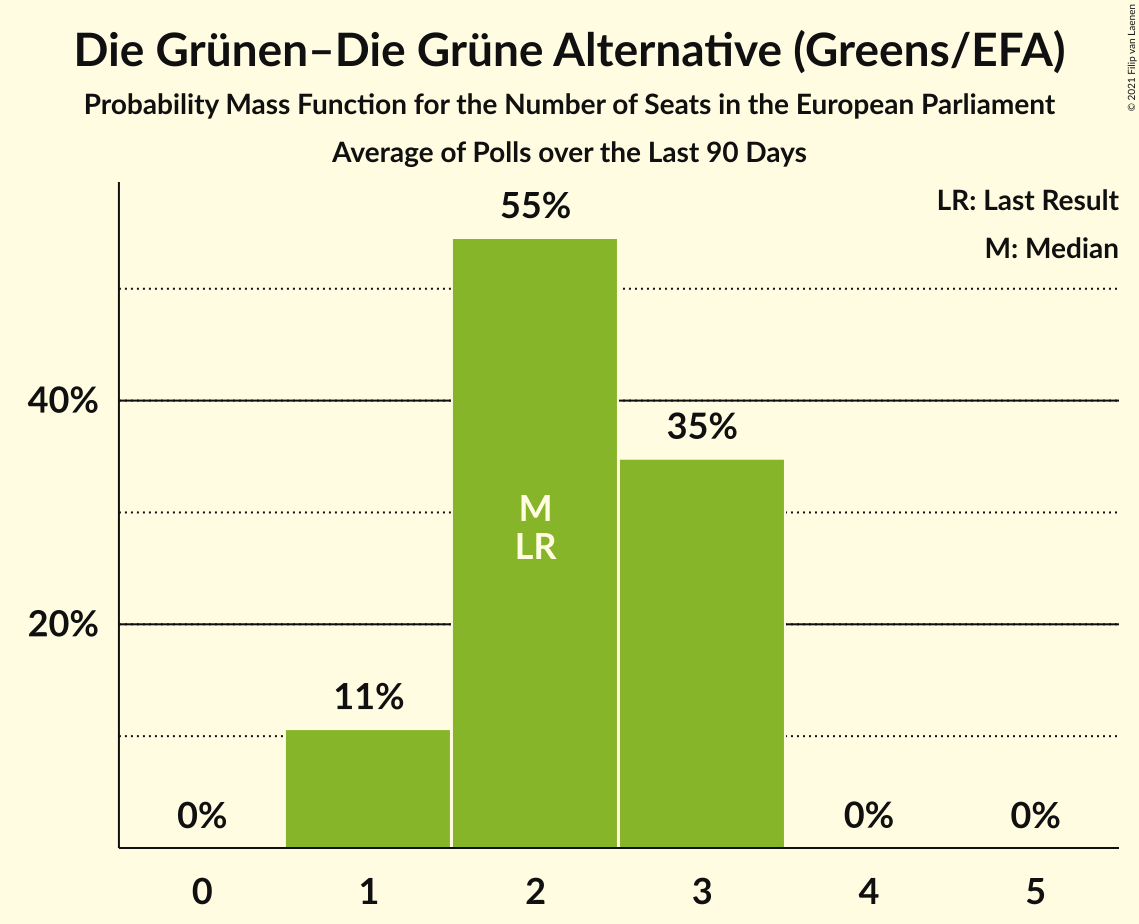 Die Grünen–Die Grüne Alternative (Greens/EFA)
Probability Mass Function for the Number of Seats in the European Parliament
Average of Polls over the Last 90 Days
© 2021 Filip van Laenen
LR: Last Result
M: Median
55%
40%
35%
M
LR
20%
11%
0%
0%
0%
0
1
2
3
4
5